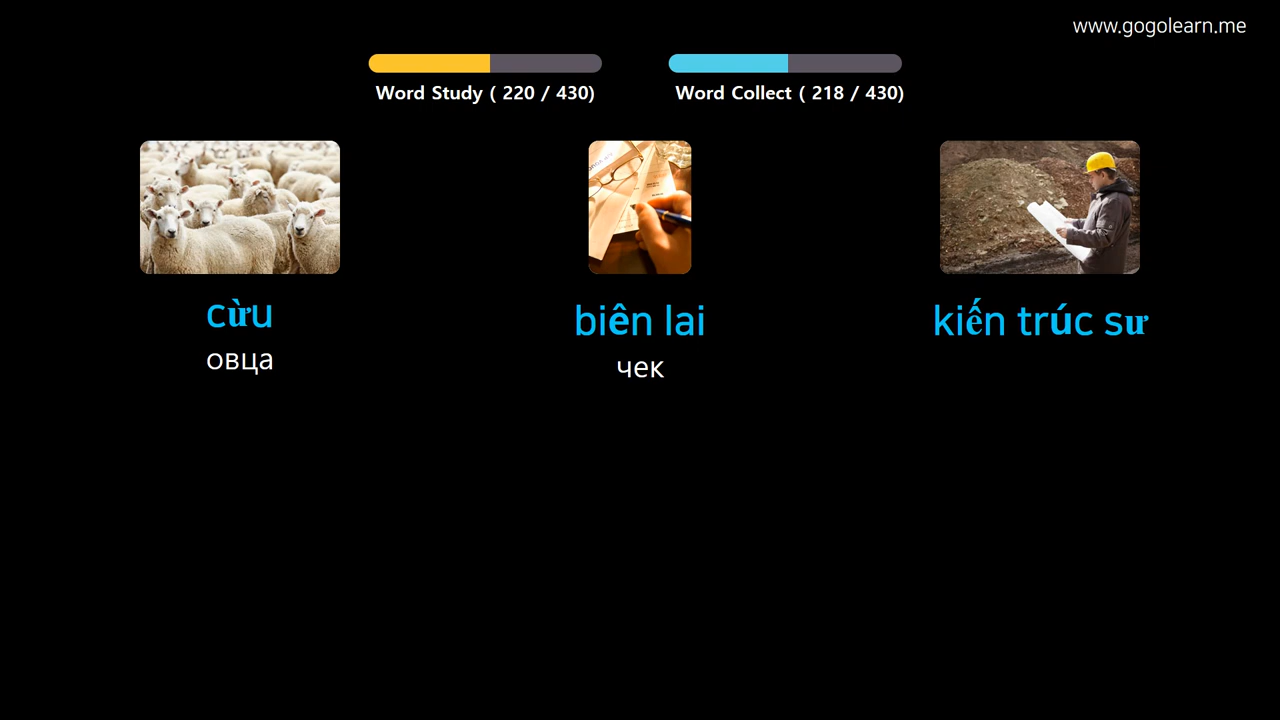 www.gogolearn.me
Word Study ( 220 / 430)
Word Collect ( 218 / 430)
cừu
biên lai
kiến trúc sư
овца
чек